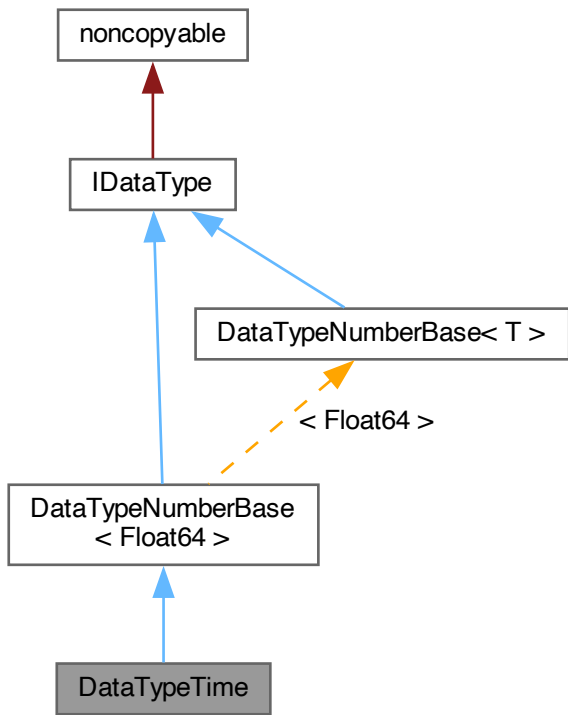 noncopyable
IDataType
DataTypeNumberBase< T >
< Float64 >
DataTypeNumberBase
< Float64 >
DataTypeTime